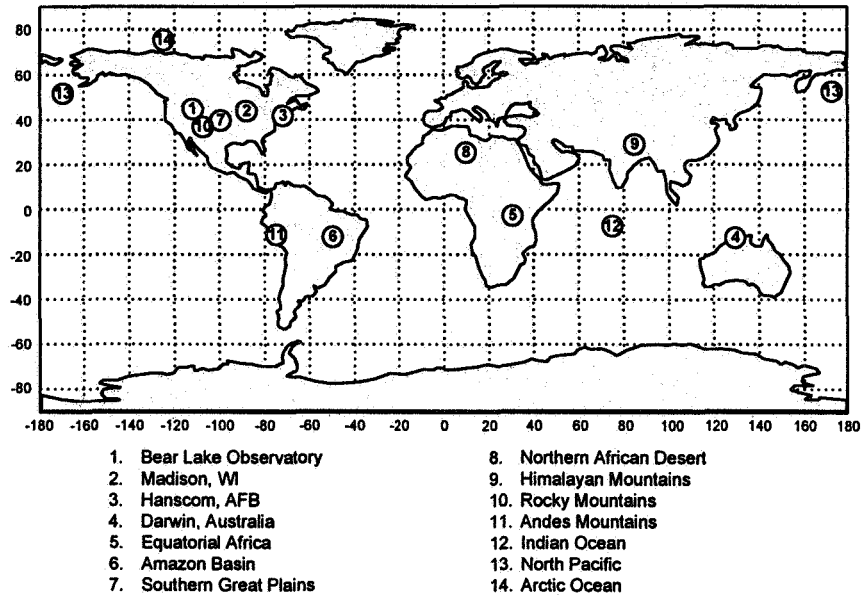 80
60
40
20
0
-20
-40
-60
-80
14
13
13
1
2
7
3
10
8
9
11
6
5
12
4
-180 -160 -140 -120 -100 -80 -60 -40 -20 0 20 40 60 80 100 120 140 160 180
1. Bear Lake Observatory
2. Madison, WI
3. Hanscom, AFB
4. Darwin, Australia
5. Equatorial Africa
6. Amazon Basin
7. Southern Great Plains
8. Northern African Desert
9. Himalayan Mountains
10. Rocky Mountains
11. Andes Mountains
12. Indian Ocean
13. North Pacific
14. Arctic Ocean